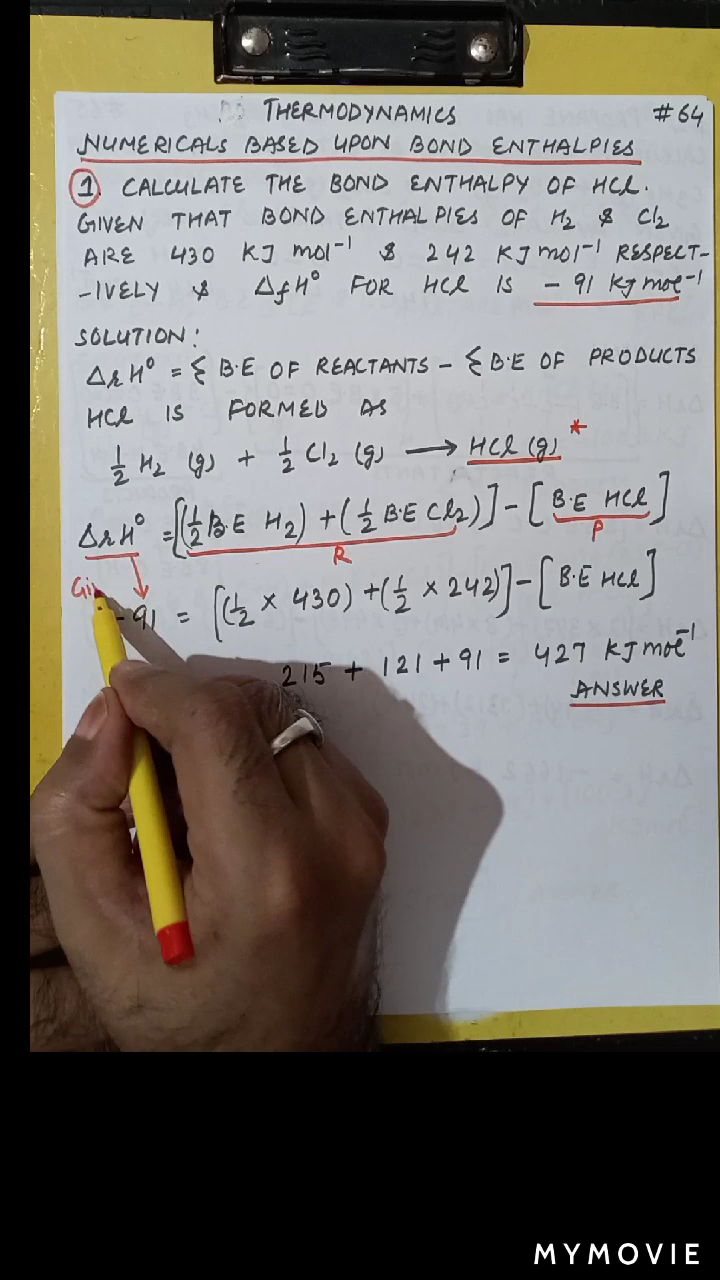 THERMODYNAMICS #64
NUMERICALS BASED UPON BOND ENTHALPIES
1. CALCULATE THE BOND ENTHALPY OF HCl.
GIVEN THAT BOND ENTHALPIES OF H₂ & Cl₂
ARE 430 KJ mol⁻¹ & 242 KJ mol⁻¹ RESPECT-
-IVELY & ΔfH° FOR HCl IS - 91 KJ mol⁻¹
SOLUTION:
ΔrH° = Σ B.E OF REACTANTS - Σ B.E OF PRODUCTS
HCl IS FORMED AS
½ H₂ (g) + ½ Cl₂ (g) → HCl (g) *
ΔrH° = [(½ B.E H₂) + (½ B.E Cl₂)] - [B.E HCl]
R P
Gi
-91 = [(½ × 430) + (½ × 242)] - [B.E HCl]
215 + 121 + 91 = 427 KJ mol⁻¹
ANSWER
MYMOVIE